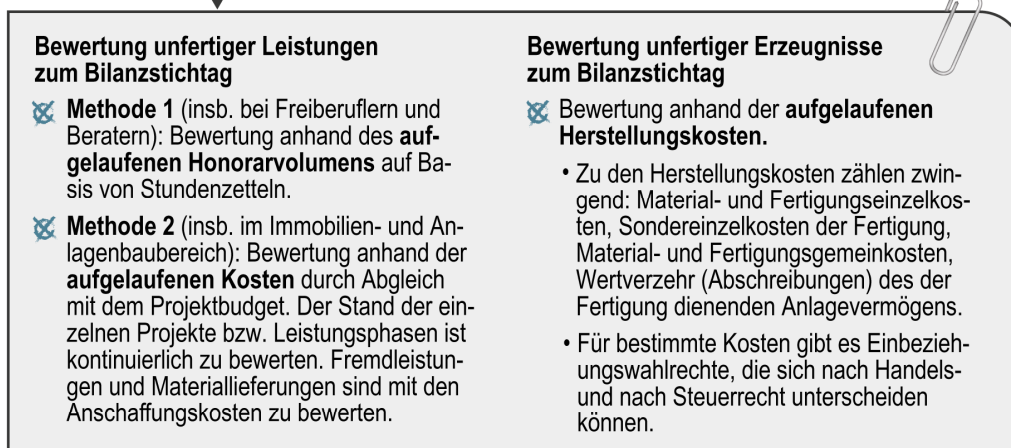 Bewertung unfertiger Leistungen
zum Bilanzstichtag
Methode 1 (insb. bei Freiberuflern und
Beratern): Bewertung anhand des auf-
gelaufenen Honorarvolumens auf Ba-
sis von Stundenzetteln.
Methode 2 (insb. im Immobilien- und An-
lagenbaubereich): Bewertung anhand der
aufgelaufenen Kosten durch Abgleich
mit dem Projektbudget. Der Stand der ein-
zelnen Projekte bzw. Leistungsphasen ist
kontinuierlich zu bewerten. Fremdleistun-
gen und Materiallieferungen sind mit den
Anschaffungskosten zu bewerten.
Bewertung unfertiger Erzeugnisse
zum Bilanzstichtag
Bewertung anhand der aufgelaufenen
Herstellungskosten.
• Zu den Herstellungskosten zählen zwin-
gend: Material- und Fertigungseinzelkos-
ten, Sondereinzelkosten der Fertigung,
Material- und Fertigungsgemeinkosten,
Wertverzehr (Abschreibungen) des der
Fertigung dienenden Anlagevermögens.
• Für bestimmte Kosten gibt es Einbezieh-
ungswahlrechte, die sich nach Handels-
und nach Steuerrecht unterscheiden
können.